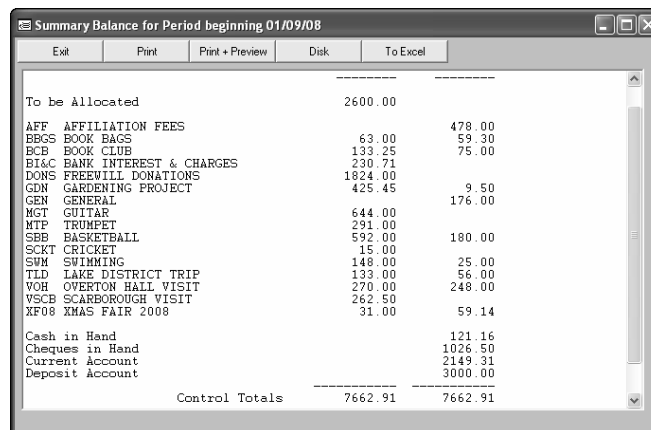 Summary Balance for Period beginning 01/09/08
Exit Print Print + Preview Disk To Excel
-------- --------
To be Allocated 2600.00
AFF AFFILIATION FEES 478.00
BBGS BOOK BAGS 63.00 59.30
BCB BOOK CLUB 133.25 75.00
BI&C BANK INTEREST & CHARGES 230.71
DONS FREEWILL DONATIONS 1824.00
GDN GARDENING PROJECT 425.45 9.50
GEN GENERAL 176.00
MGT GUITAR 644.00
MTP TRUMPET 291.00
SBB BASKETBALL 592.00 180.00
SCKT CRICKET 15.00
SWM SWIMMING 148.00 25.00
TLD LAKE DISTRICT TRIP 133.00 56.00
VOH OVERTON HALL VISIT 270.00 248.00
VSCB SCARBOROUGH VISIT 262.50
XF08 XMAS FAIR 2008 31.00 59.14
Cash in Hand 121.16
Cheques in Hand 1026.50
Current Account 2149.31
Deposit Account 3000.00
----------- -----------
Control Totals 7662.91 7662.91